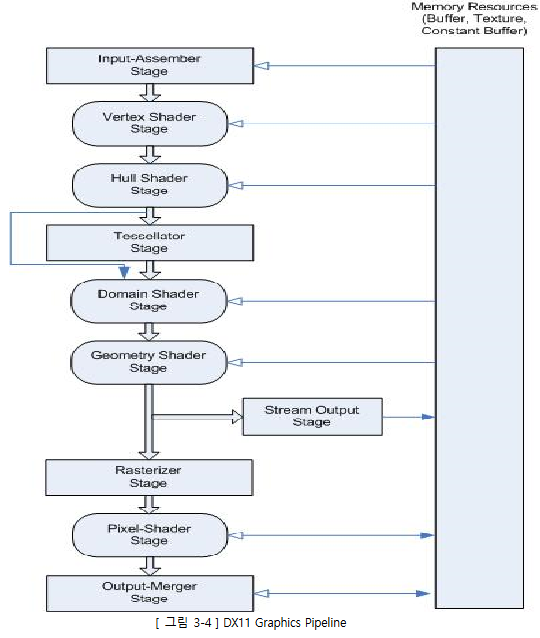 Memory Resources
(Buffer, Texture,
Constant Buffer)
Input-Assember
Stage
Vertex Shader
Stage
Hull Shader
Stage
Tessellator
Stage
Domain Shader
Stage
Geometry Shader
Stage
Stream Output
Stage
Rasterizer
Stage
Pixel-Shader
Stage
Output-Merger
Stage
[ 그림 3-4 ] DX11 Graphics Pipeline